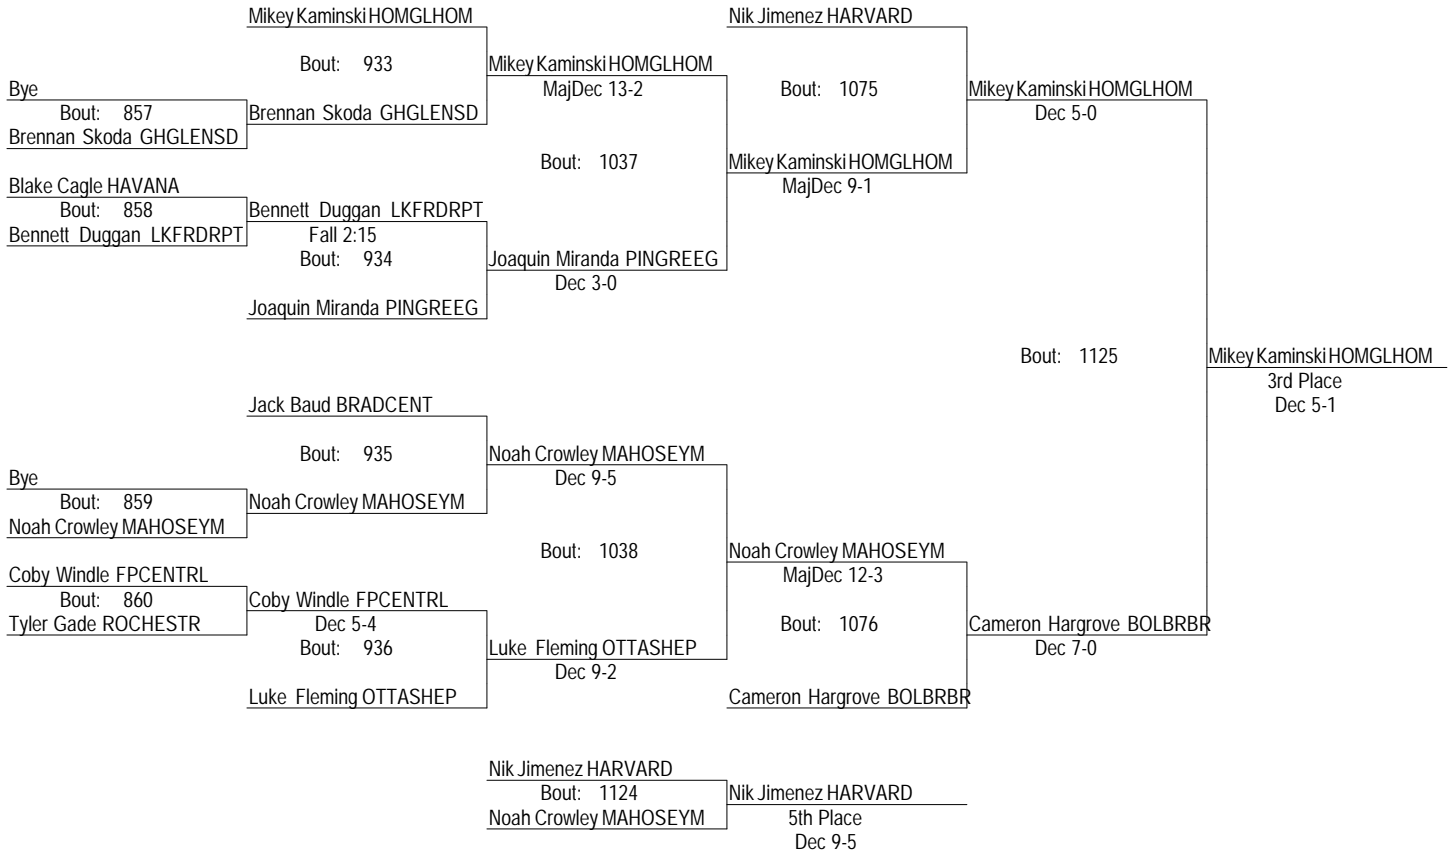 Mikey Kaminski HOMGLHOM
Nik Jimenez HARVARD
Bout: 933
Mikey Kaminski HOMGLHOM
Bye
MajDec 13-2
Bout: 1075
Mikey Kaminski HOMGLHOM
Bout: 857
Brennan Skoda GHGLENSD
Dec 5-0
Brennan Skoda GHGLENSD
Bout: 1037
Mikey Kaminski HOMGLHOM
Blake Cagle HAVANA
MajDec 9-1
Bout: 858
Bennett Duggan LKFRDRPT
Bennett Duggan LKFRDRPT
Fall 2:15
Bout: 934
Joaquin Miranda PINGREEG
Dec 3-0
Joaquin Miranda PINGREEG
Bout: 1125
Mikey Kaminski HOMGLHOM
3rd Place
Dec 5-1
Jack Baud BRADCENT
Bout: 935
Noah Crowley MAHOSEYM
Bye
Dec 9-5
Bout: 859
Noah Crowley MAHOSEYM
Noah Crowley MAHOSEYM
Bout: 1038
Noah Crowley MAHOSEYM
Coby Windle FPCENTRL
MajDec 12-3
Bout: 860
Coby Windle FPCENTRL
Tyler Gade ROCHESTR
Dec 5-4
Bout: 1076
Cameron Hargrove BOLBRBR
Bout: 936
Luke Fleming OTTASHEP
Dec 7-0
Dec 9-2
Luke Fleming OTTASHEP
Cameron Hargrove BOLBRBR
Nik Jimenez HARVARD
Bout: 1124
Nik Jimenez HARVARD
Noah Crowley MAHOSEYM
5th Place
Dec 9-5